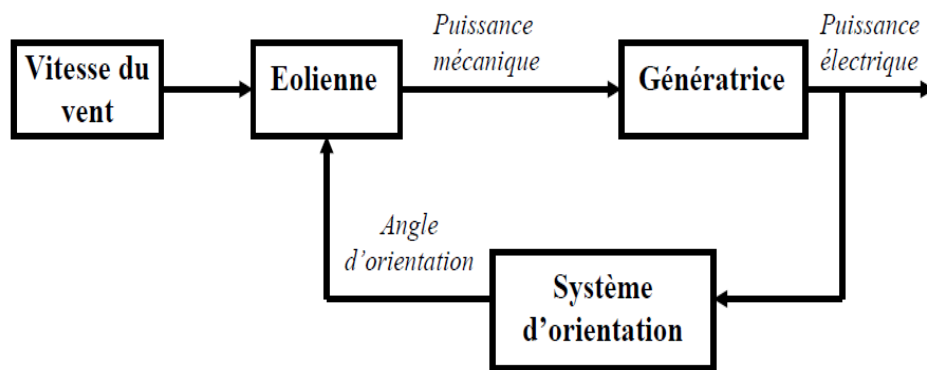 Vitesse du
vent
Eolienne
Puissance
mécanique
Génératrice
Puissance
électrique
Angle
d'orientation
Système
d'orientation